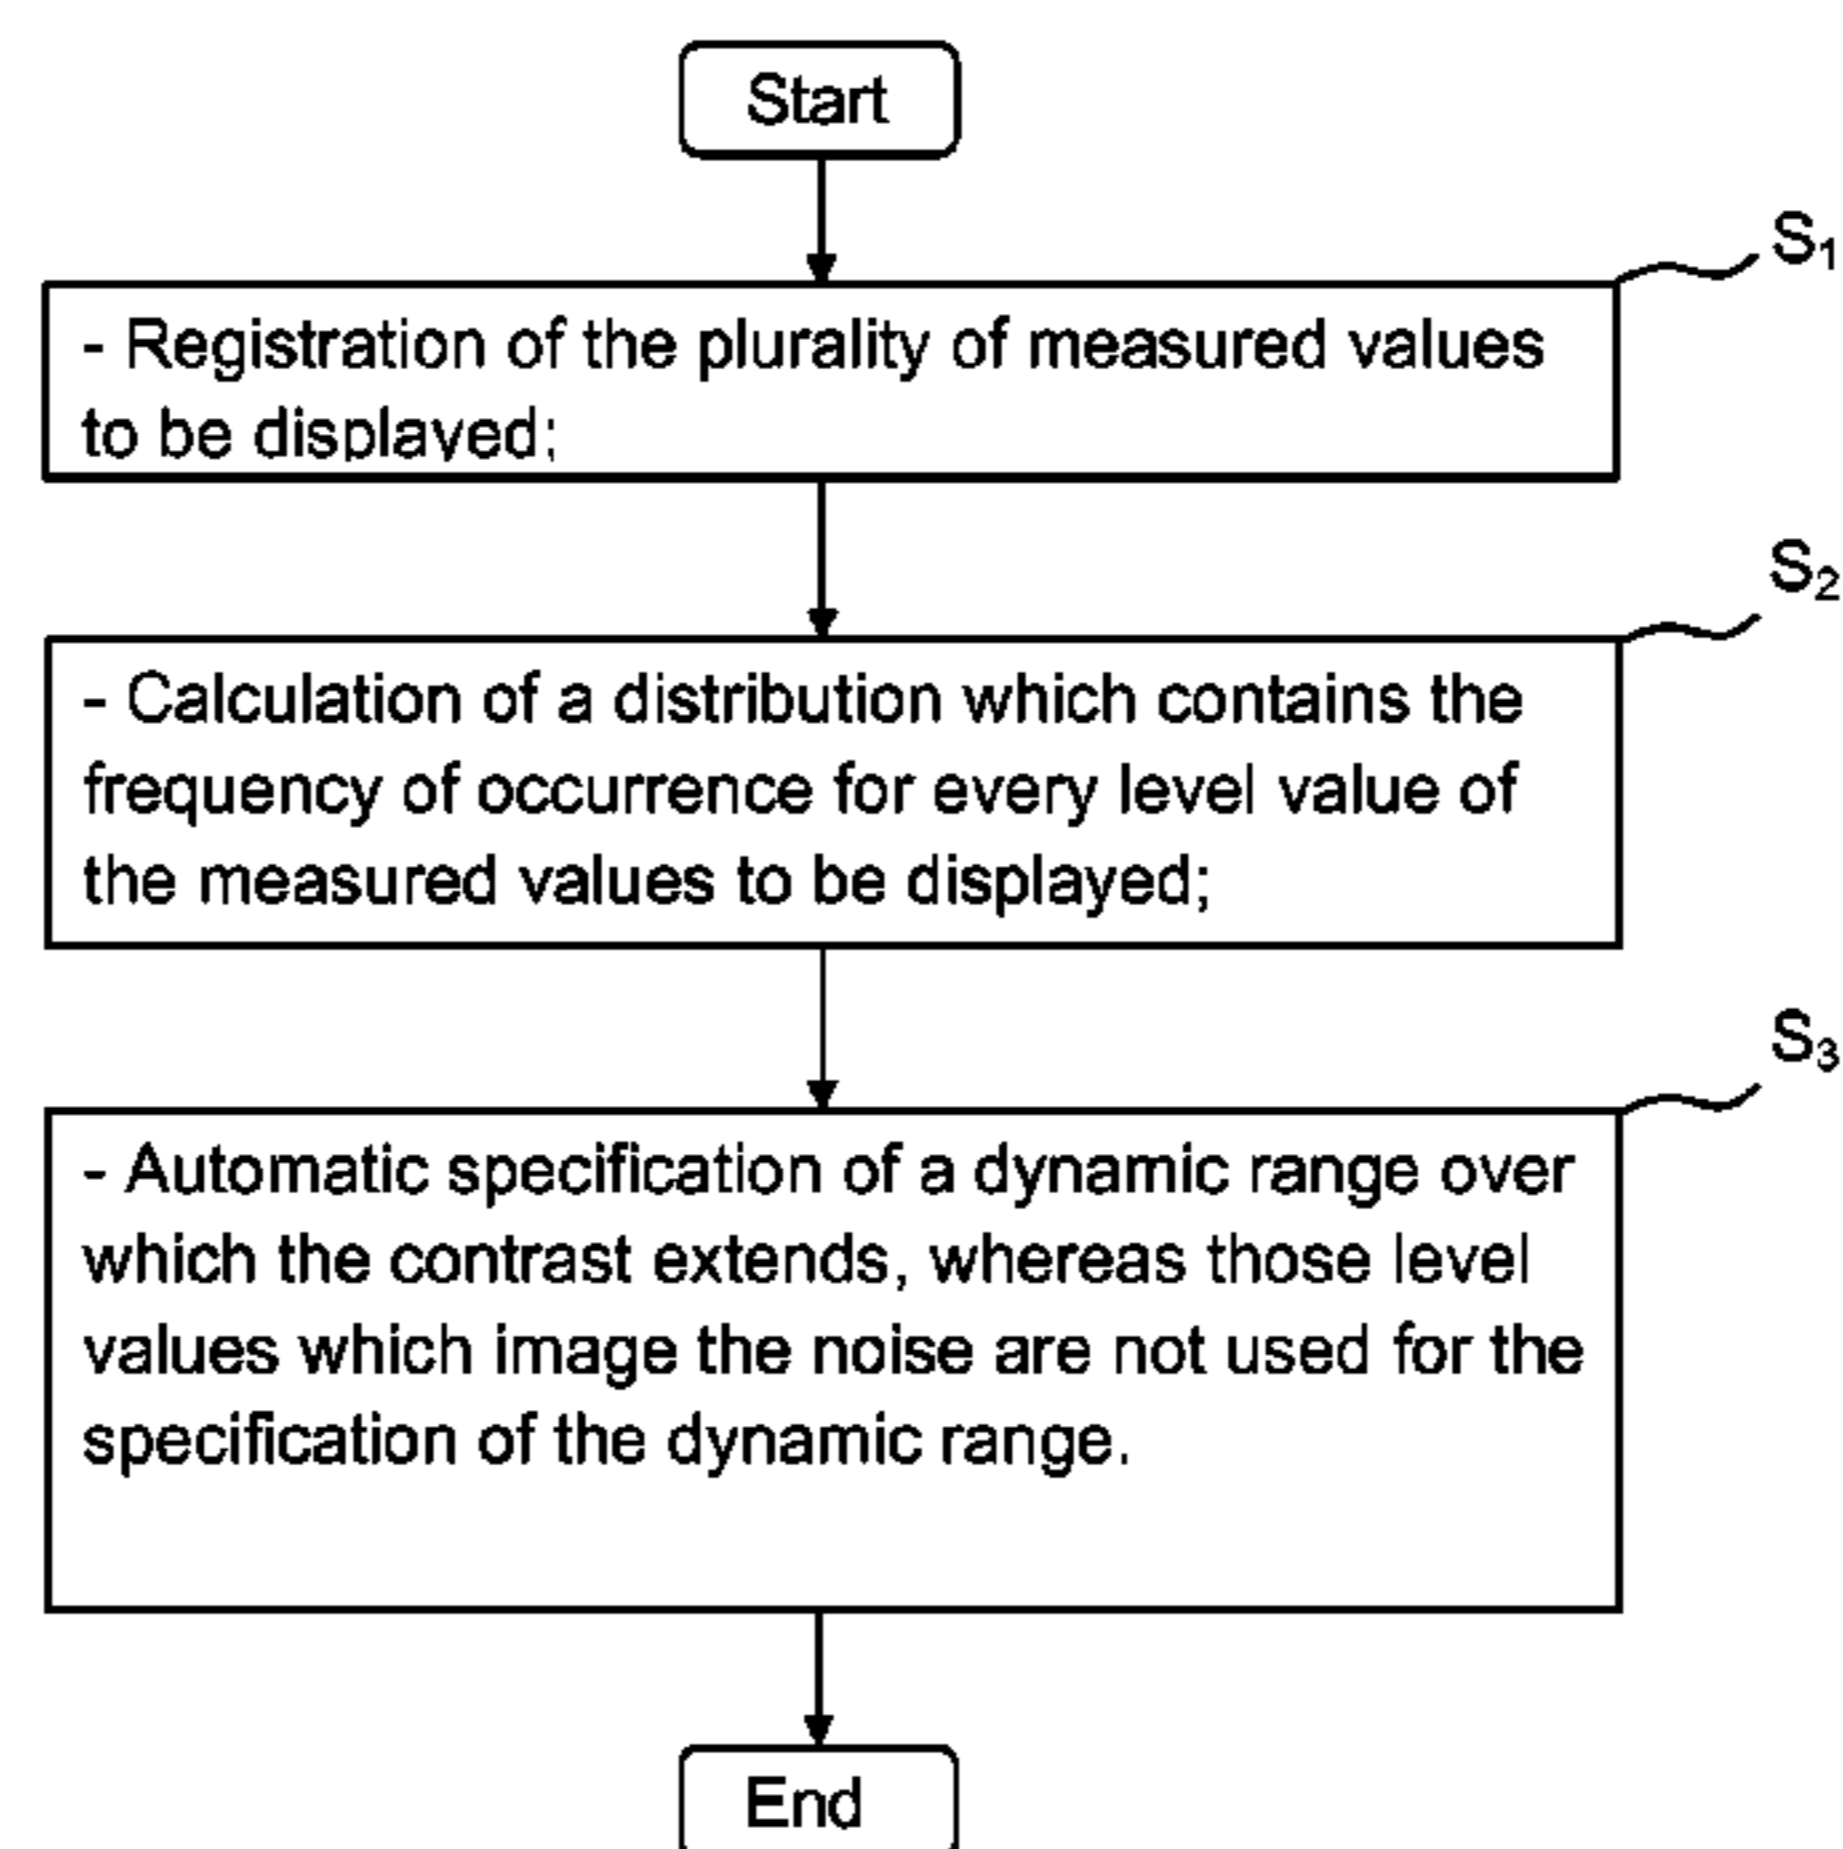 Start
S₁
- Registration of the plurality of measured values
to be displayed;
S₂
- Calculation of a distribution which contains the
frequency of occurrence for every level value of
the measured values to be displayed;
S₃
- Automatic specification of a dynamic range over
which the contrast extends, whereas those level
values which image the noise are not used for the
specification of the dynamic range.
End